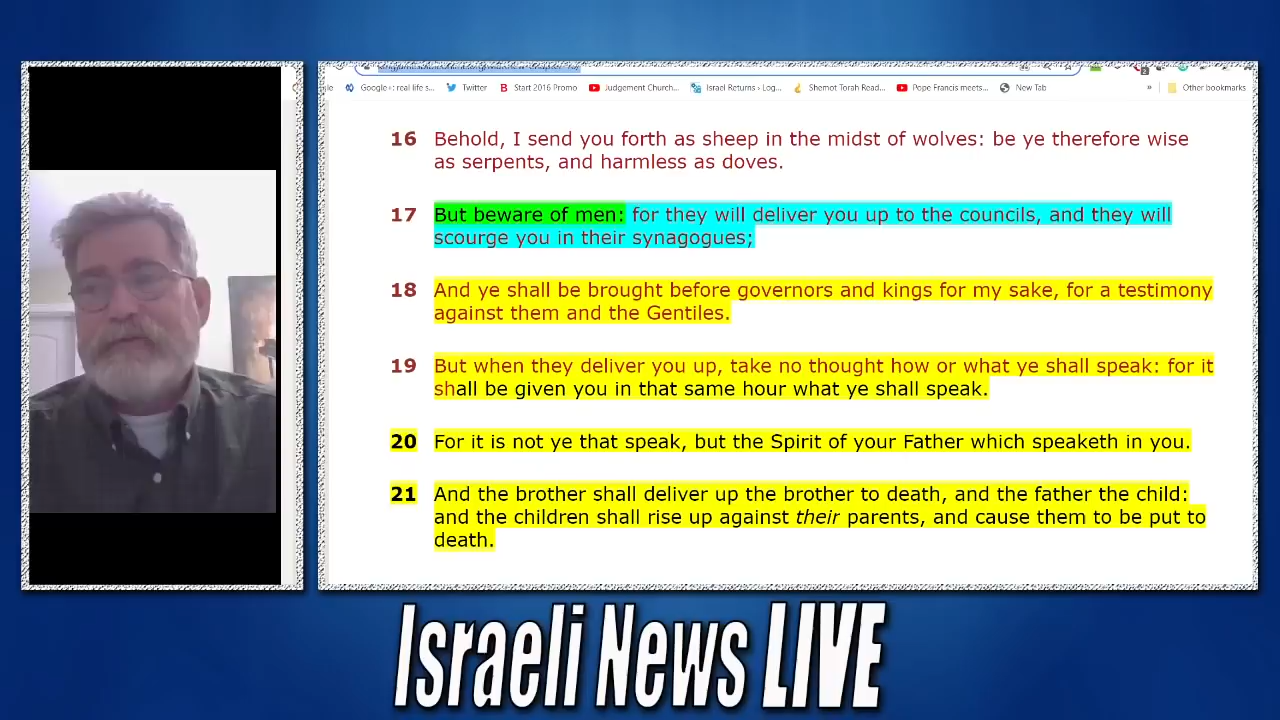 gle
Google+: real life s...
Twitter
Start 2016 Promo
Judgement Church...
Israel Returns › Log...
Shemot Torah Read...
Pope Francis meets...
New Tab
»
Other bookmarks
16 Behold, I send you forth as sheep in the midst of wolves: be ye therefore wise
as serpents, and harmless as doves.
17 But beware of men: for they will deliver you up to the councils, and they will
scourge you in their synagogues;
18 And ye shall be brought before governors and kings for my sake, for a testimony
against them and the Gentiles.
19 But when they deliver you up, take no thought how or what ye shall speak: for it
shall be given you in that same hour what ye shall speak.
20 For it is not ye that speak, but the Spirit of your Father which speaketh in you.
21 And the brother shall deliver up the brother to death, and the father the child:
and the children shall rise up against their parents, and cause them to be put to
death.
Israeli News LIVE